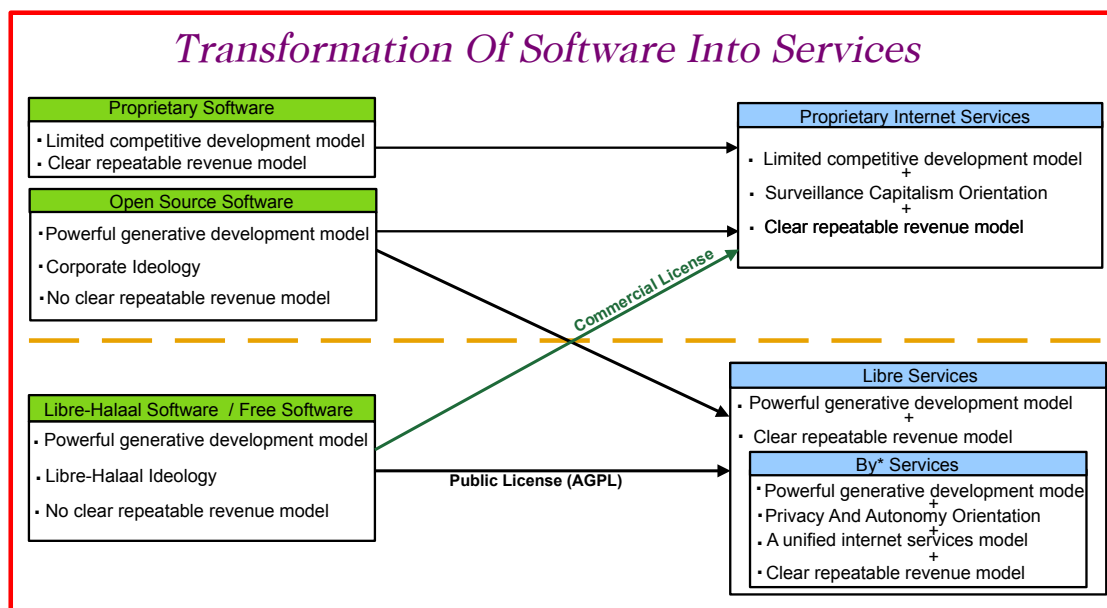 Transformation Of Software Into Services
Proprietary Software
· Limited competitive development model
· Clear repeatable revenue model
Open Source Software
· Powerful generative development model
· Corporate Ideology
· No clear repeatable revenue model
Libre-Halaal Software / Free Software
· Powerful generative development model
· Libre-Halaal Ideology
· No clear repeatable revenue model
Commercial License
Public License (AGPL)
Proprietary Internet Services
· Limited competitive development model
+
· Surveillance Capitalism Orientation
+
· Clear repeatable revenue model
Libre Services
· Powerful generative development model
+
· Clear repeatable revenue model
By* Services
· Powerful generative development mode
+
· Privacy And Autonomy Orientation
+
· A unified internet services model
+
· Clear repeatable revenue model